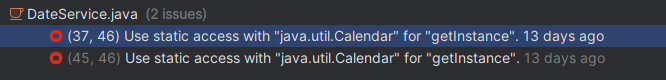 DateService.java (2 issues)
(37, 46) Use static access with "java.util.Calendar" for "getInstance". 13 days ago
(45, 46) Use static access with "java.util.Calendar" for "getInstance". 13 days ago